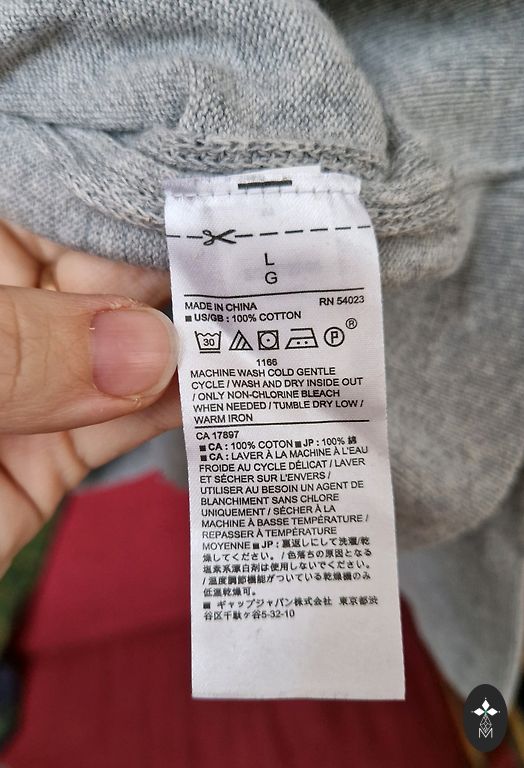 L
G
MADE IN CHINA RN 54023
■ US/GB : 100% COTTON
30 P ®
1166
MACHINE WASH COLD GENTLE
CYCLE / WASH AND DRY INSIDE OUT
/ ONLY NON-CHLORINE BLEACH
WHEN NEEDED / TUMBLE DRY LOW /
WARM IRON
CA 17897
■ CA : 100% COTTON ■ JP : 100% 綿
■ CA : LAVER À LA MACHINE À L'EAU
FROIDE AU CYCLE DÉLICAT / LAVER
ET SÉCHER SUR L'ENVERS /
UTILISER AU BESOIN UN AGENT DE
BLANCHIMENT SANS CHLORE
UNIQUEMENT / SÉCHER À LA
MACHINE À BASSE TEMPÉRATURE /
REPASSER À TEMPÉRATURE
MOYENNE ■ JP : 裏返しにして洗濯/乾
燥してください。/ 色落ちの原因となる
塩素系漂白剤は使用しないでください。
/ 温度調節機能がついている乾燥機のみ
低温乾燥可。
■ ギャップジャパン株式会社 東京都渋
谷区千駄ヶ谷5-32-10
M